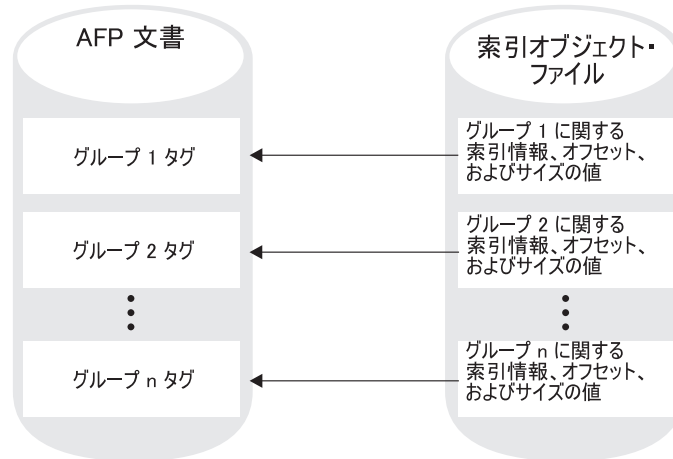 AFP 文書
グループ 1 タグ
グループ 2 タグ
グループ n タグ
索引オブジェクト・
ファイル
グループ 1 に関する
索引情報、オフセット、
およびサイズの値
グループ 2 に関する
索引情報、オフセット、
およびサイズの値
グループ n に関する
索引情報、オフセット、
およびサイズの値